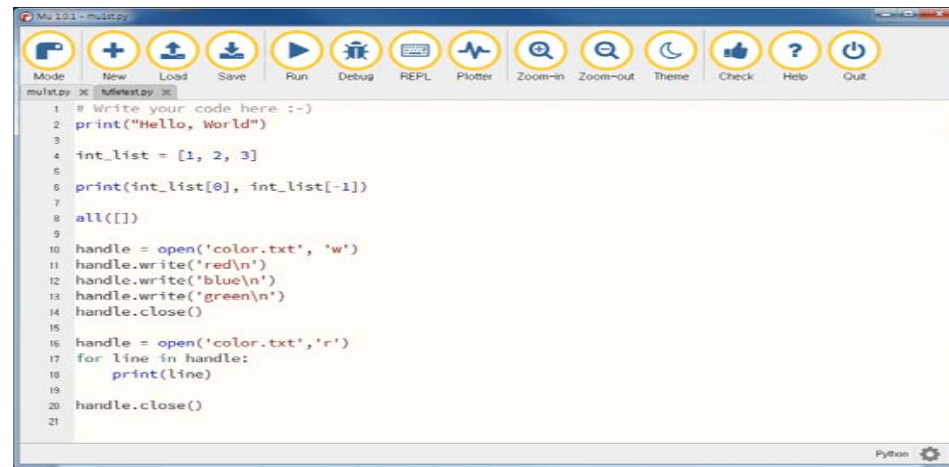 Mu 1.0.1 - mu1st.py
Mode New Load Save Run Debug REPL Plotter Zoom-in Zoom-out Theme Check Help Quit
mu1st.py tutletest.py
1 # Write your code here :-)
2 print("Hello, World")
3
4 int_list = [1, 2, 3]
5
6 print(int_list[0], int_list[-1])
7
8 all([])
9
10 handle = open('color.txt', 'w')
11 handle.write('red\n')
12 handle.write('blue\n')
13 handle.write('green\n')
14 handle.close()
15
16 handle = open('color.txt','r')
17 for line in handle:
18     print(line)
19
20 handle.close()
21
Python